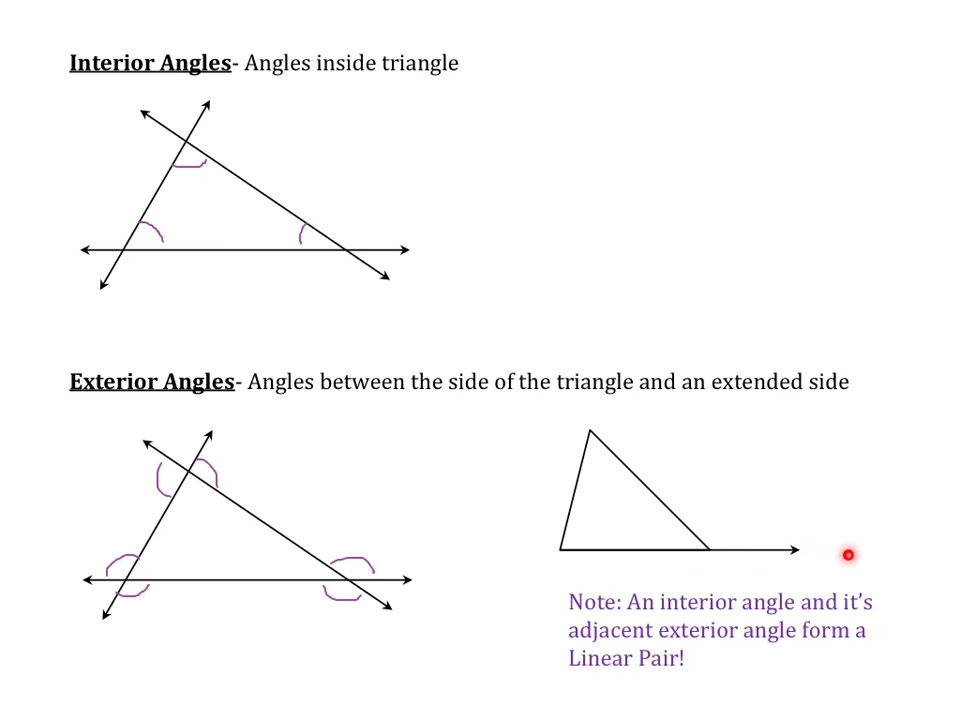 Interior Angles- Angles inside triangle
Exterior Angles- Angles between the side of the triangle and an extended side
Note: An interior angle and it's
adjacent exterior angle form a
Linear Pair!